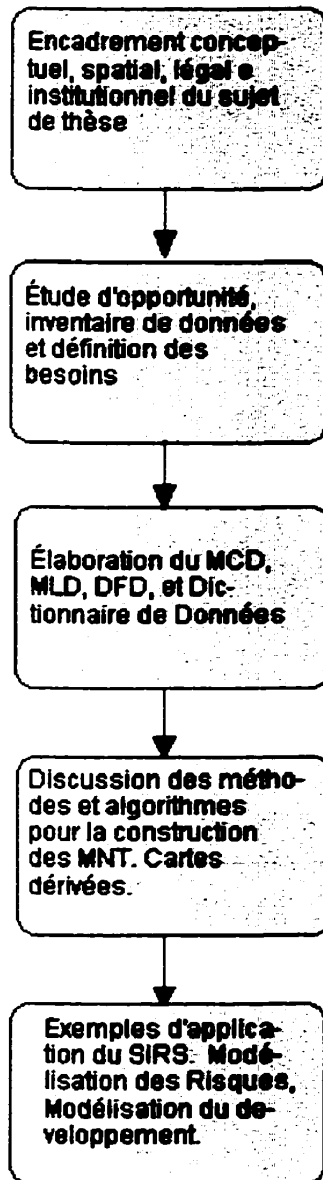 Encadrement concep-
tuel, spatial, légal e
institutionnel du sujet
de thèse
Étude d'opportunité,
inventaire de données
et définition des
besoins
Élaboration du MCD,
MLD, DFD, et Dic-
tionnaire de Données
Discussion des métho-
des et algorithmes
pour la construction
des MNT. Cartes
dérivées.
Exemples d'applica-
tion du SIRS. Modé-
lisation des Risques,
Modélisation du de-
veloppement.